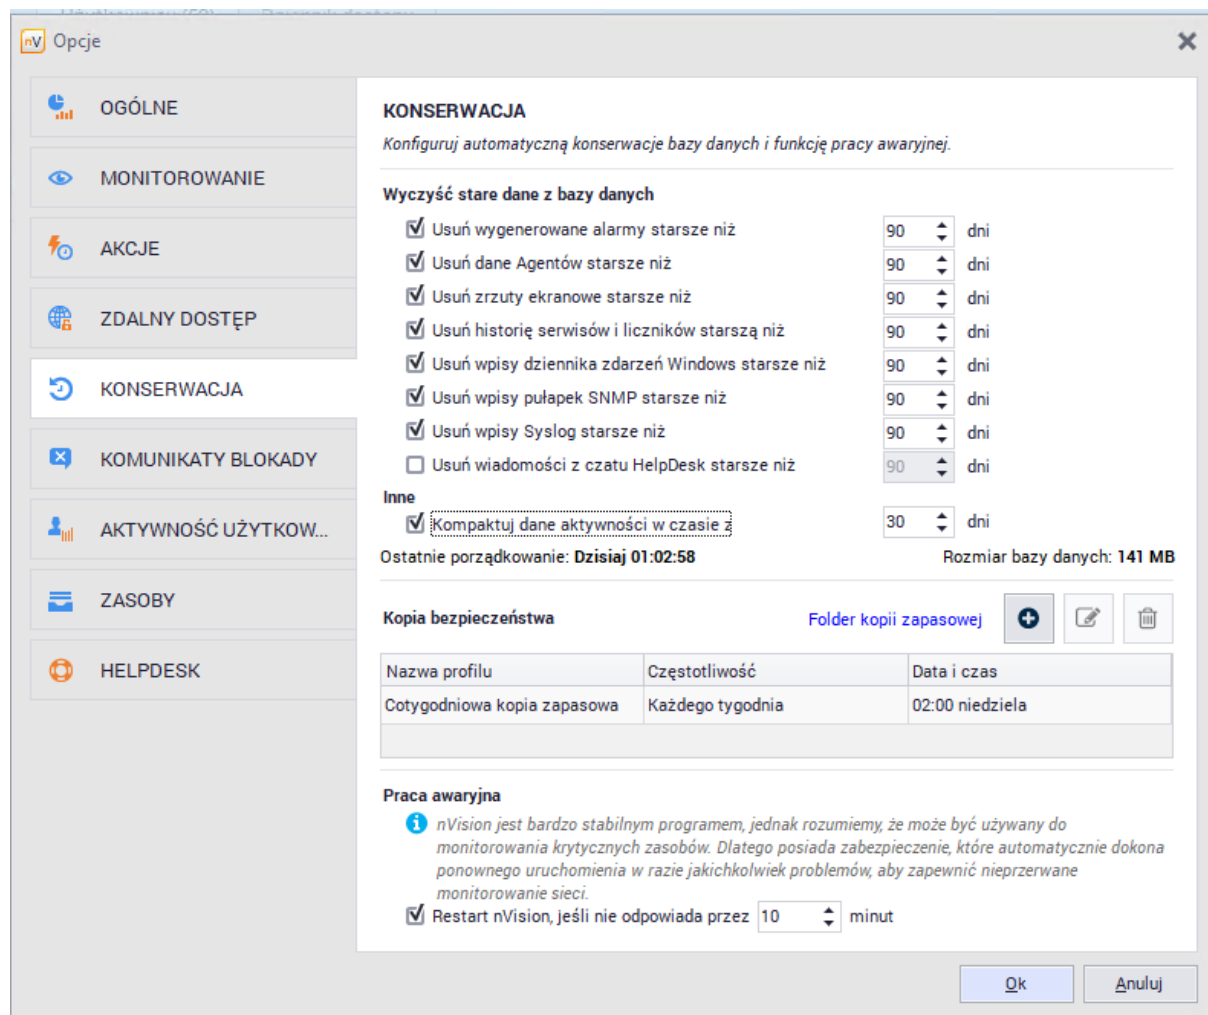 nV Opcje
OGÓLNE
MONITOROWANIE
AKCJE
ZDALNY DOSTĘP
KONSERWACJA
KOMUNIKATY BLOKADY
AKTYWNOŚĆ UŻYTKOW...
ZASOBY
HELPDESK
KONSERWACJA
Konfiguruj automatyczną konserwacje bazy danych i funkcję pracy awaryjnej.
Wyczyść stare dane z bazy danych
Usuń wygenerowane alarmy starsze niż 90 dni
Usuń dane Agentów starsze niż 90 dni
Usuń zrzuty ekranowe starsze niż 90 dni
Usuń historię serwisów i liczników starszą niż 90 dni
Usuń wpisy dziennika zdarzeń Windows starsze niż 90 dni
Usuń wpisy pułapek SNMP starsze niż 90 dni
Usuń wpisy Syslog starsze niż 90 dni
Usuń wiadomości z czatu HelpDesk starsze niż 90 dni
Inne
Kompaktuj dane aktywności w czasie z 30 dni
Ostatnie porządkowanie: Dzisiaj 01:02:58 Rozmiar bazy danych: 141 MB
Kopia bezpieczeństwa Folder kopii zapasowej
Nazwa profilu Częstotliwość Data i czas
Cotygodniowa kopia zapasowa Każdego tygodnia 02:00 niedziela
Praca awaryjna
nVision jest bardzo stabilnym programem, jednak rozumiemy, że może być używany do
monitorowania krytycznych zasobów. Dlatego posiada zabezpieczenie, które automatycznie dokona
ponownego uruchomienia w razie jakichkolwiek problemów, aby zapewnić nieprzerwane
monitorowanie sieci.
Restart nVision, jeśli nie odpowiada przez 10 minut
Ok Anuluj